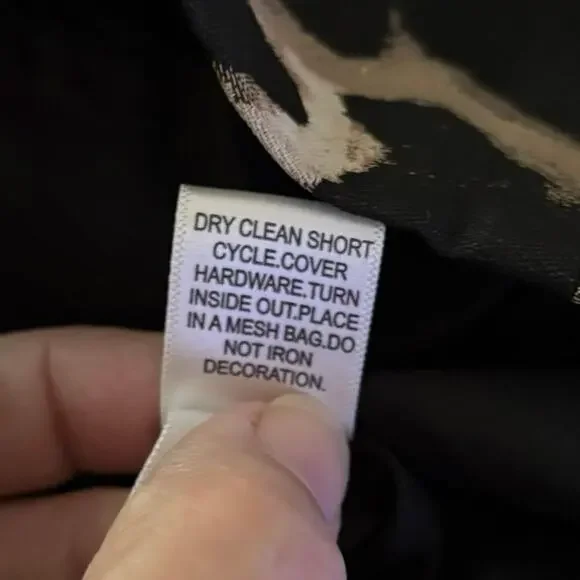 DRY CLEAN SHORT
CYCLE.COVER
HARDWARE.TURN
INSIDE OUT.PLACE
IN A MESH BAG.DO
NOT IRON
DECORATION.